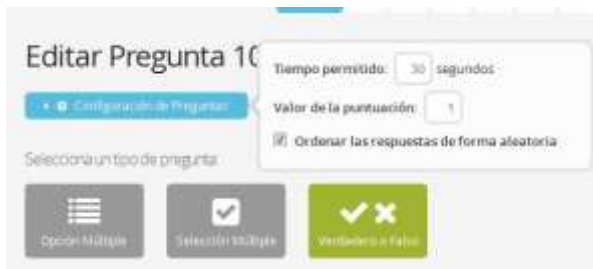 Editar Pregunta 10
Tiempo permitido: 30 segundos
Configuración de Preguntas
Valor de la puntuación: 1
Ordenar las respuestas de forma aleatoria
Selecciona un tipo de pregunta:
Opción Múltiple
Selección Múltiple
Verdadero o Falso